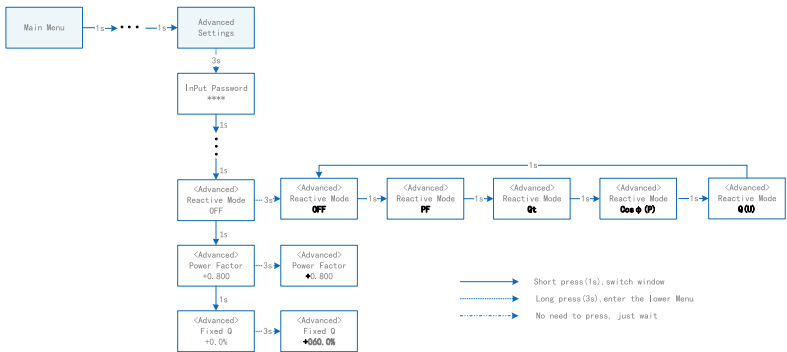 Main Menu
1s
• • •
1s
Advanced
Settings
3s
InPut Password
****
1s
1s
<Advanced>
Reactive Mode
OFF
3s
<Advanced>
Reactive Mode
OFF
1s
<Advanced>
Reactive Mode
PF
1s
<Advanced>
Reactive Mode
Qt
1s
<Advanced>
Reactive Mode
Cos ϕ (P)
1s
<Advanced>
Reactive Mode
Q(U)
1s
1s
<Advanced>
Power Factor
+0.800
3s
<Advanced>
Power Factor
+0.800
1s
<Advanced>
Fixed Q
+0.0%
3s
<Advanced>
Fixed Q
+060.0%
Short press(1s), switch window
Long press(3s), enter the lower Menu
No need to press, just wait